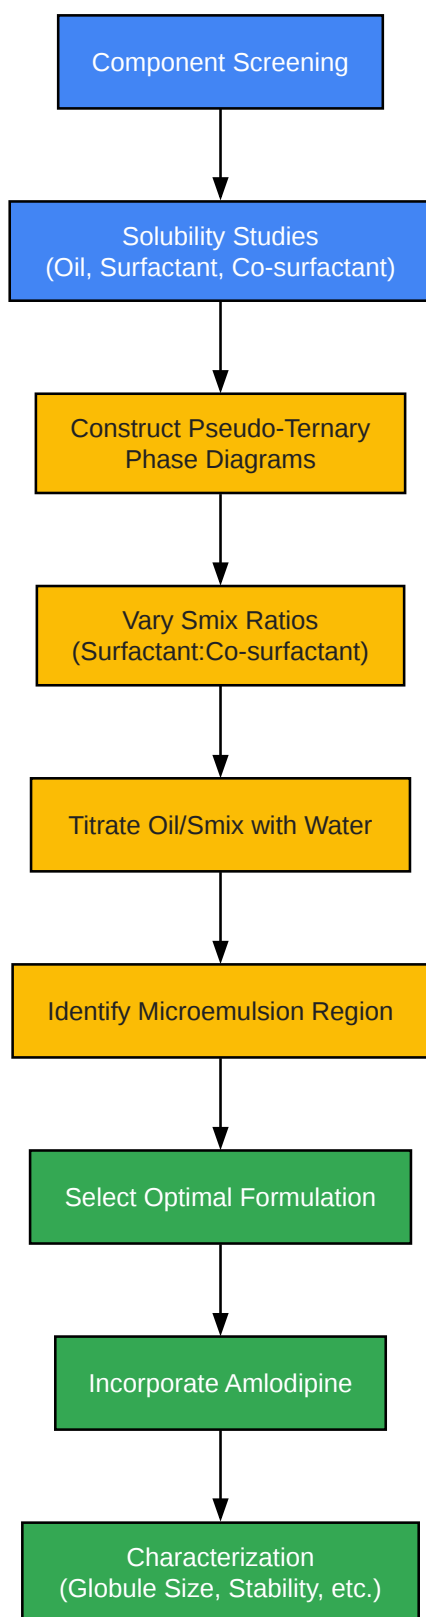 Component Screening
Solubility Studies
(Oil, Surfactant, Co-surfactant)
Construct Pseudo-Ternary
Phase Diagrams
Vary Smix Ratios
(Surfactant:Co-surfactant)
Titrate Oil/Smix with Water
Identify Microemulsion Region
Select Optimal Formulation
Incorporate Amlodipine
Characterization
(Globule Size, Stability, etc.)